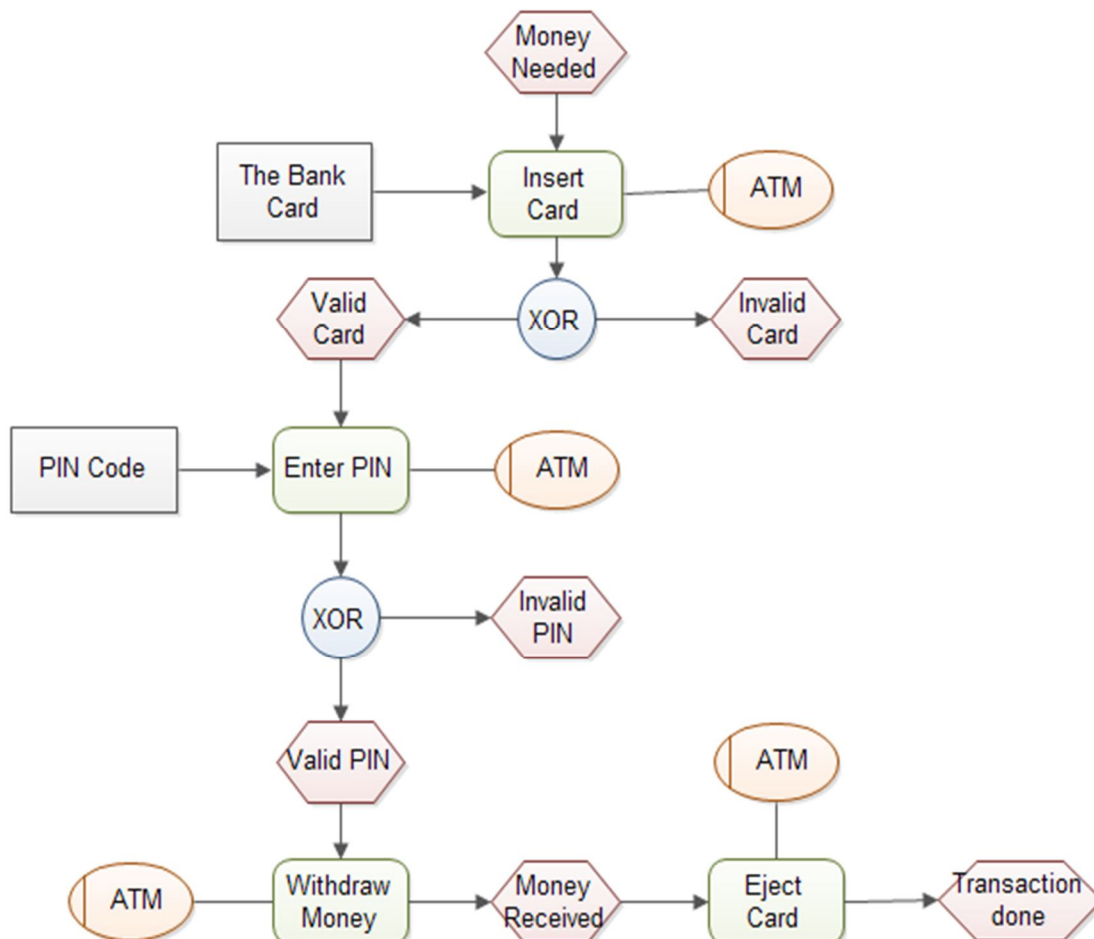 Money
Needed
The Bank
Card
Insert
Card
ATM
Valid
Card
XOR
Invalid
Card
PIN Code
Enter PIN
ATM
XOR
Invalid
PIN
Valid PIN
ATM
ATM
Withdraw
Money
Money
Received
Eject
Card
Transaction
done